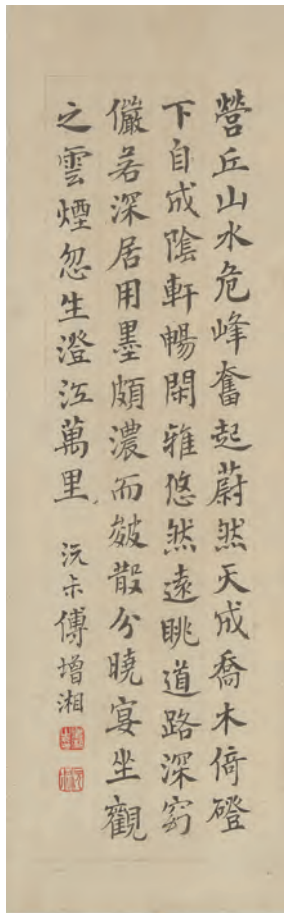 營丘山水危峰奮起蔚然天成喬木倚磴
下自成陰軒暢閑雅悠然遠眺道路深窈
儼若深居用墨頗濃而皴散分曉宴坐觀
之雲煙忽生澄江萬里
沅叔傅增湘